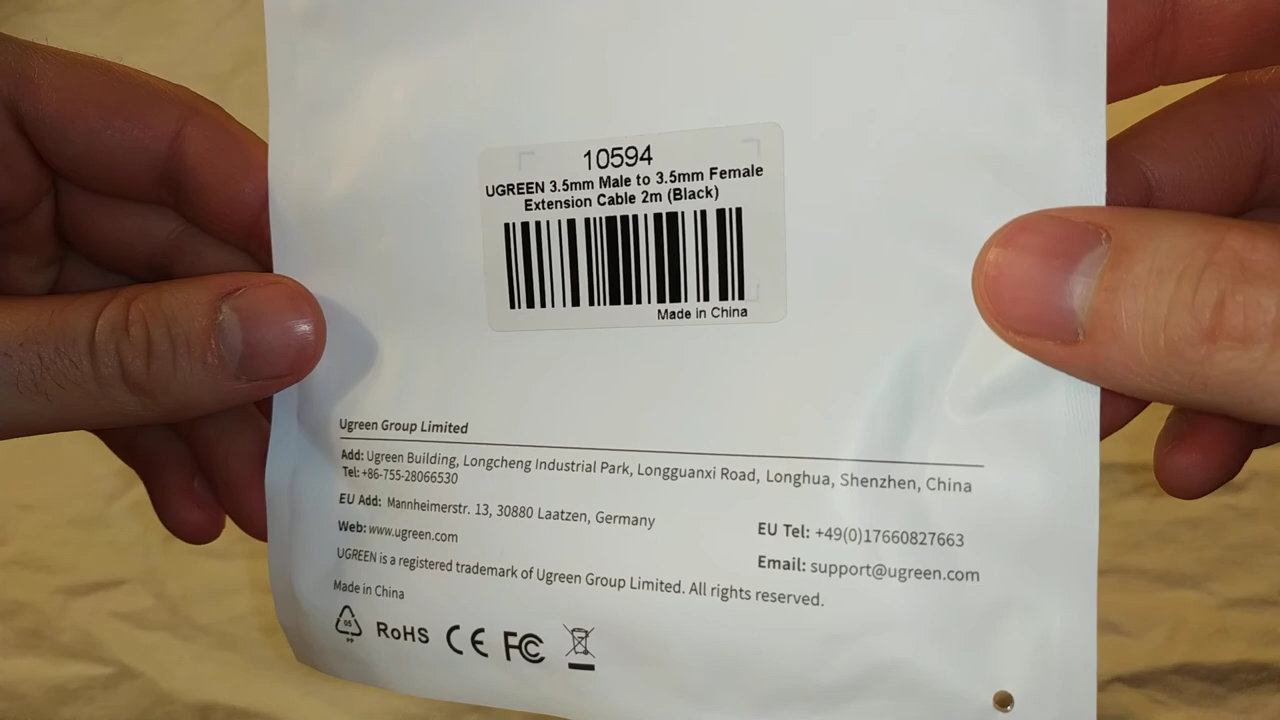 10594
UGREEN 3.5mm Male to 3.5mm Female
Extension Cable 2m (Black)
Made in China
Ugreen Group Limited
Add: Ugreen Building, Longcheng Industrial Park, Longguanxi Road, Longhua, Shenzhen, China
Tel: +86-755-28066530
EU Add: Mannheimerstr. 13, 30880 Laatzen, Germany
EU Tel: +49(0)17660827663
Web: www.ugreen.com
Email: support@ugreen.com
UGREEN is a registered trademark of Ugreen Group Limited. All rights reserved.
Made in China
05
PP
RoHS CE FC